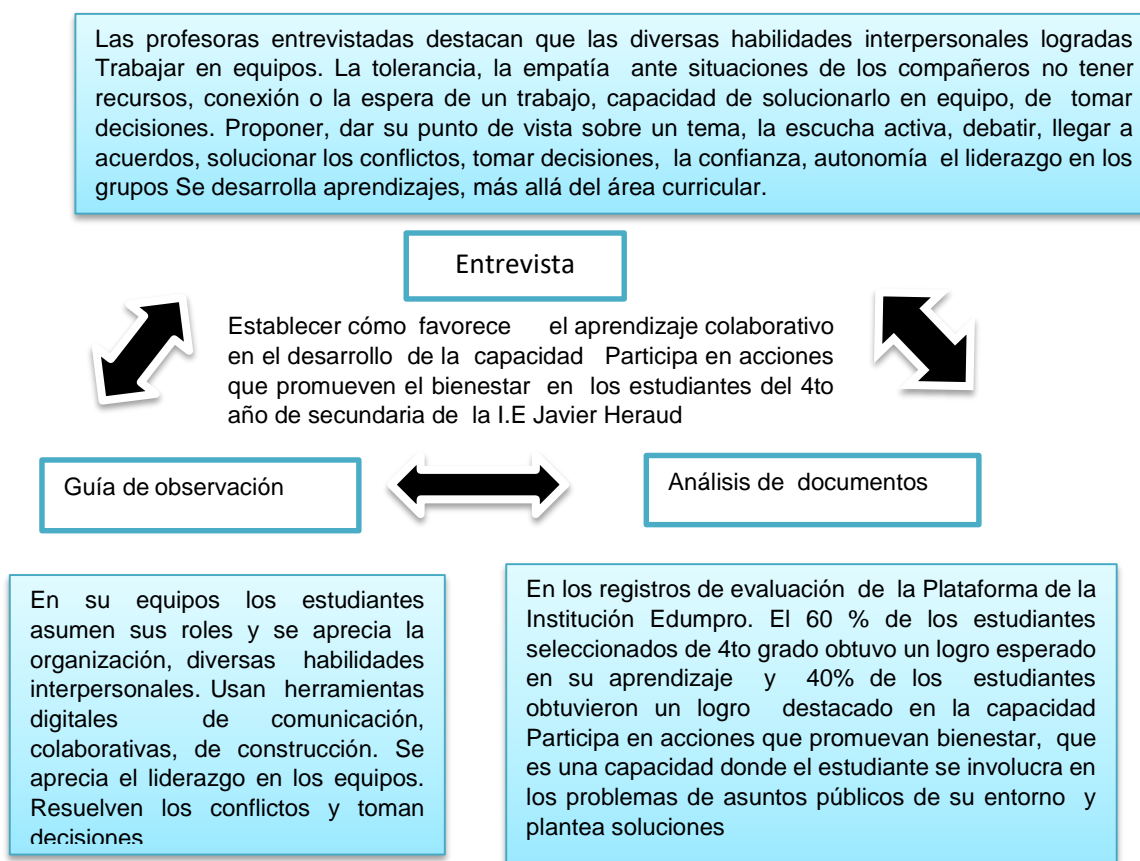 Las profesoras entrevistadas destacan que las diversas habilidades interpersonales logradas
Trabajar en equipos. La tolerancia, la empatía ante situaciones de los compañeros no tener
recursos, conexión o la espera de un trabajo, capacidad de solucionarlo en equipo, de tomar
decisiones. Proponer, dar su punto de vista sobre un tema, la escucha activa, debatir, llegar a
acuerdos, solucionar los conflictos, tomar decisiones, la confianza, autonomía el liderazgo en los
grupos Se desarrolla aprendizajes, más allá del área curricular.
Entrevista
Establecer cómo favorece el aprendizaje colaborativo
en el desarrollo de la capacidad Participa en acciones
que promueven el bienestar en los estudiantes del 4to
año de secundaria de la I.E Javier Heraud
Guía de observación
Análisis de documentos
En su equipos los estudiantes
asumen sus roles y se aprecia la
organización, diversas habilidades
interpersonales. Usan herramientas
digitales de comunicación,
colaborativas, de construcción. Se
aprecia el liderazgo en los equipos.
Resuelven los conflictos y toman
decisiones
En los registros de evaluación de la Plataforma de la
Institución Edumpro. El 60 % de los estudiantes
seleccionados de 4to grado obtuvo un logro esperado
en su aprendizaje y 40% de los estudiantes
obtuvieron un logro destacado en la capacidad
Participa en acciones que promuevan bienestar, que
es una capacidad donde el estudiante se involucra en
los problemas de asuntos públicos de su entorno y
plantea soluciones